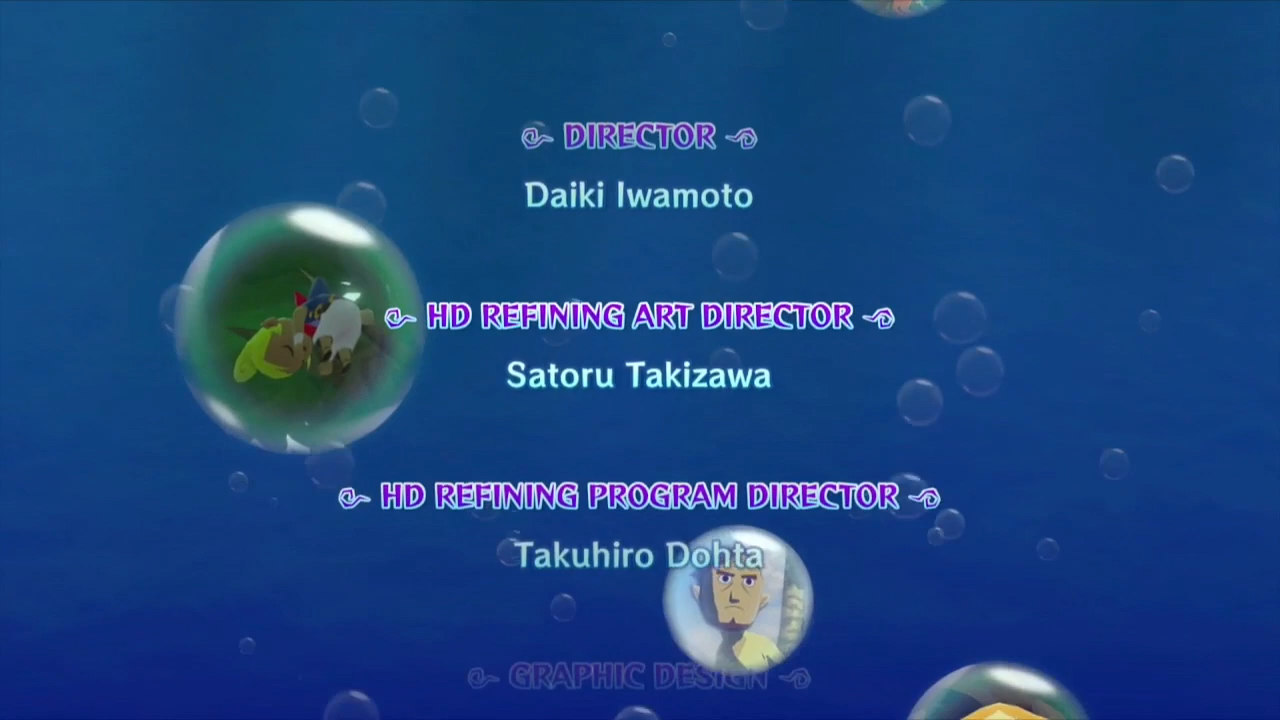 DIRECTOR
Daiki Iwamoto
HD REFINING ART DIRECTOR
Satoru Takizawa
HD REFINING PROGRAM DIRECTOR
Takuhiro Dohta
GRAPHIC DESIGN